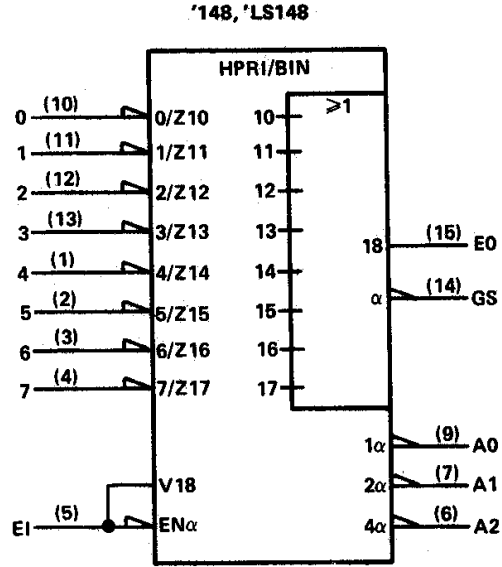 '148, 'LS148
HPRI/BIN
⩾1
0 (10) 0/Z10 10
1 (11) 1/Z11 11
2 (12) 2/Z12 12
3 (13) 3/Z13 13
18 (15) EO
4 (1) 4/Z14 14
α (14) GS
5 (2) 5/Z15 15
6 (3) 6/Z16 16
7 (4) 7/Z17 17
1α (9) A0
V18 2α (7) A1
EI (5) ENα 4α (6) A2